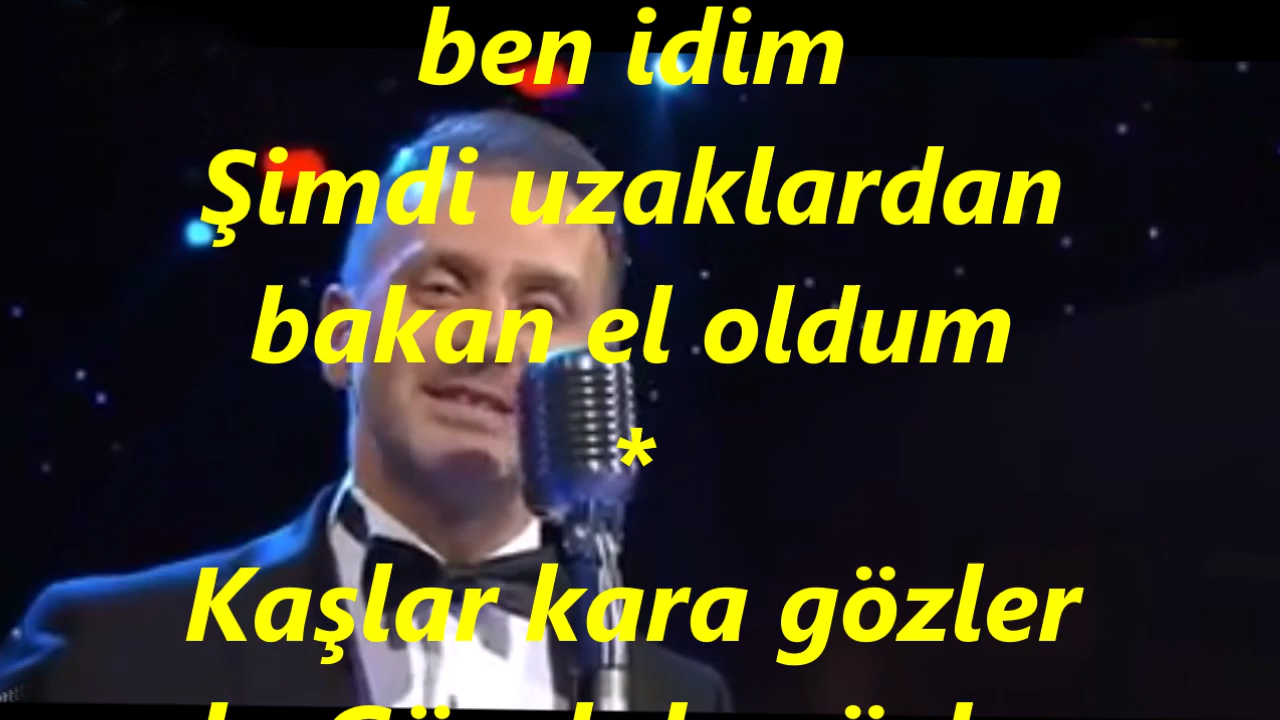 ben idim
Şimdi uzaklardan
bakan el oldum
*
Kaşlar kara gözler